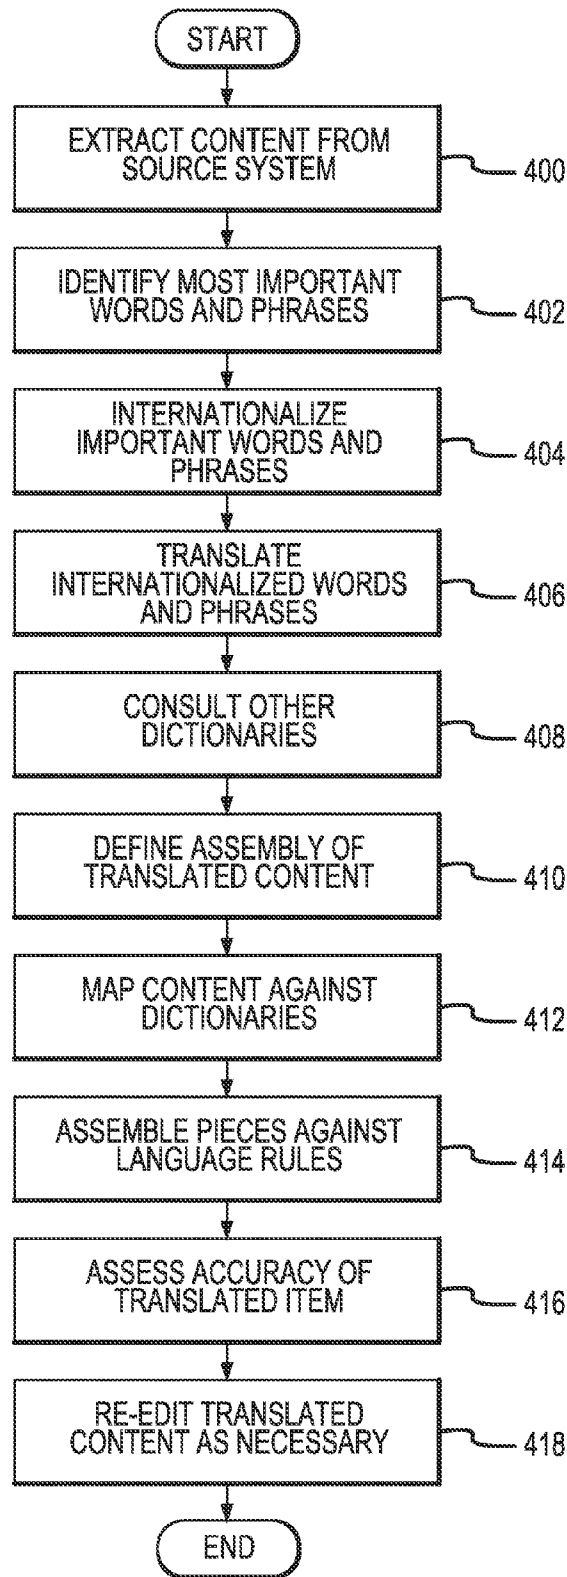 START
EXTRACT CONTENT FROM
SOURCE SYSTEM
400
IDENTIFY MOST IMPORTANT
WORDS AND PHRASES
402
INTERNATIONALIZE
IMPORTANT WORDS AND
PHRASES
404
TRANSLATE
INTERNATIONALIZED WORDS
AND PHRASES
406
CONSULT OTHER
DICTIONARIES
408
DEFINE ASSEMBLY OF
TRANSLATED CONTENT
410
MAP CONTENT AGAINST
DICTIONARIES
412
ASSEMBLE PIECES AGAINST
LANGUAGE RULES
414
ASSESS ACCURACY OF
TRANSLATED ITEM
416
RE-EDIT TRANSLATED
CONTENT AS NECESSARY
418
END